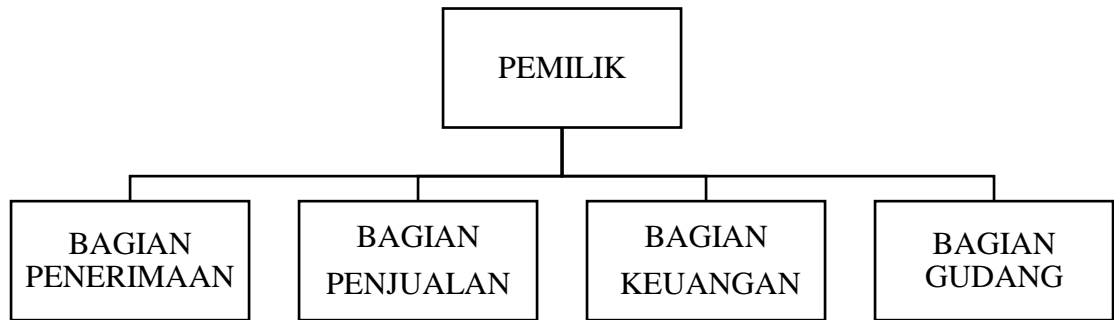 PEMILIK
BAGIAN
PENERIMAAN
BAGIAN
PENJUALAN
BAGIAN
KEUANGAN
BAGIAN
GUDANG